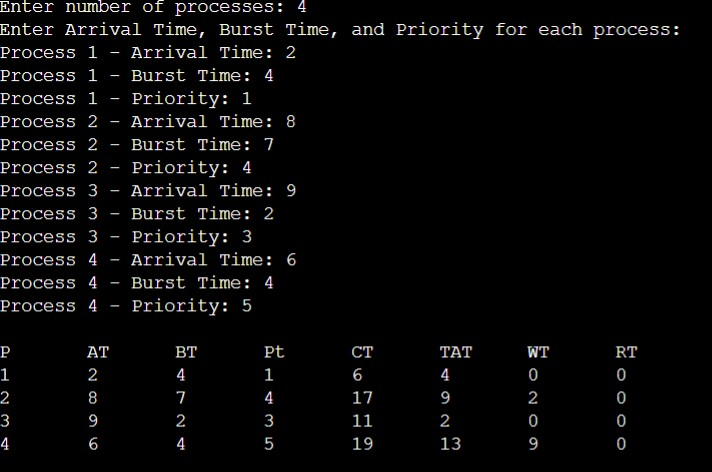 Enter number of processes: 4
Enter Arrival Time, Burst Time, and Priority for each process:
Process 1 - Arrival Time: 2
Process 1 - Burst Time: 4
Process 1 - Priority: 1
Process 2 - Arrival Time: 8
Process 2 - Burst Time: 7
Process 2 - Priority: 4
Process 3 - Arrival Time: 9
Process 3 - Burst Time: 2
Process 3 - Priority: 3
Process 4 - Arrival Time: 6
Process 4 - Burst Time: 4
Process 4 - Priority: 5
P AT BT Pt CT TAT WT RT
1 2 4 1 6 4 0 0
2 8 7 4 17 9 2 0
3 9 2 3 11 2 0 0
4 6 4 5 19 13 9 0